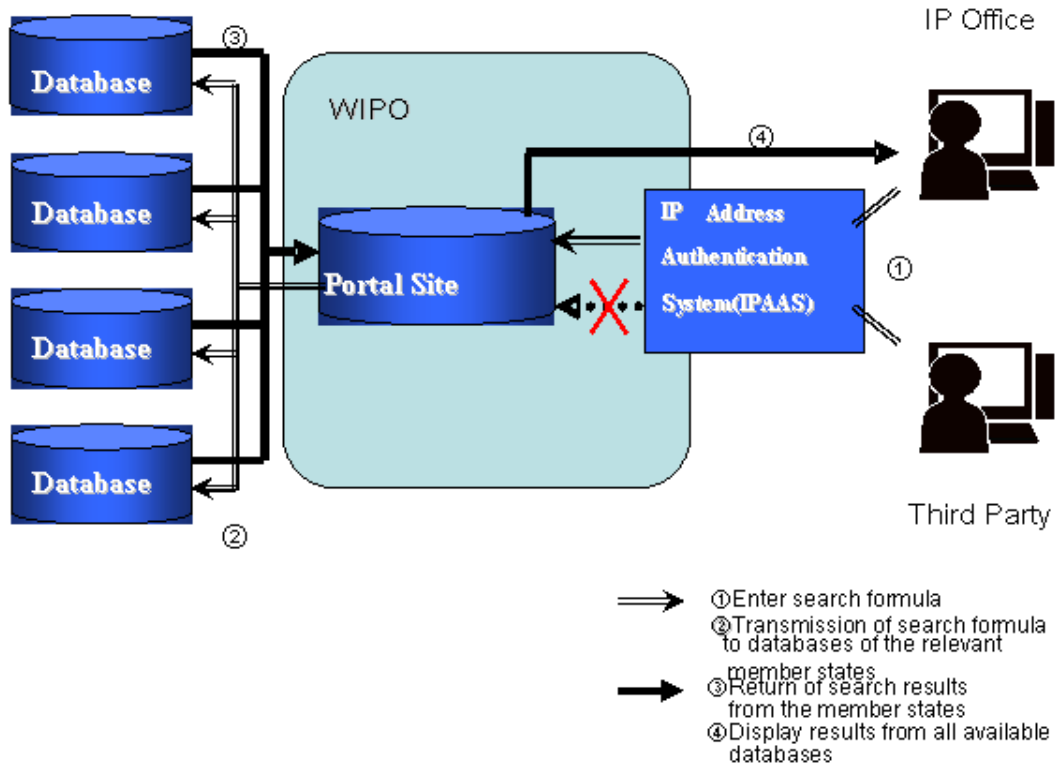 IP Office
③
Database
WIPO
④
Database
IP Address
Authentication
System(IPAAS)
①
Portal Site
Database
Database
②
Third Party
①Enter search formula
②Transmission of search formula
to databases of the relevant
member states
③Return of search results
from the member states
④Display results from all available
databases